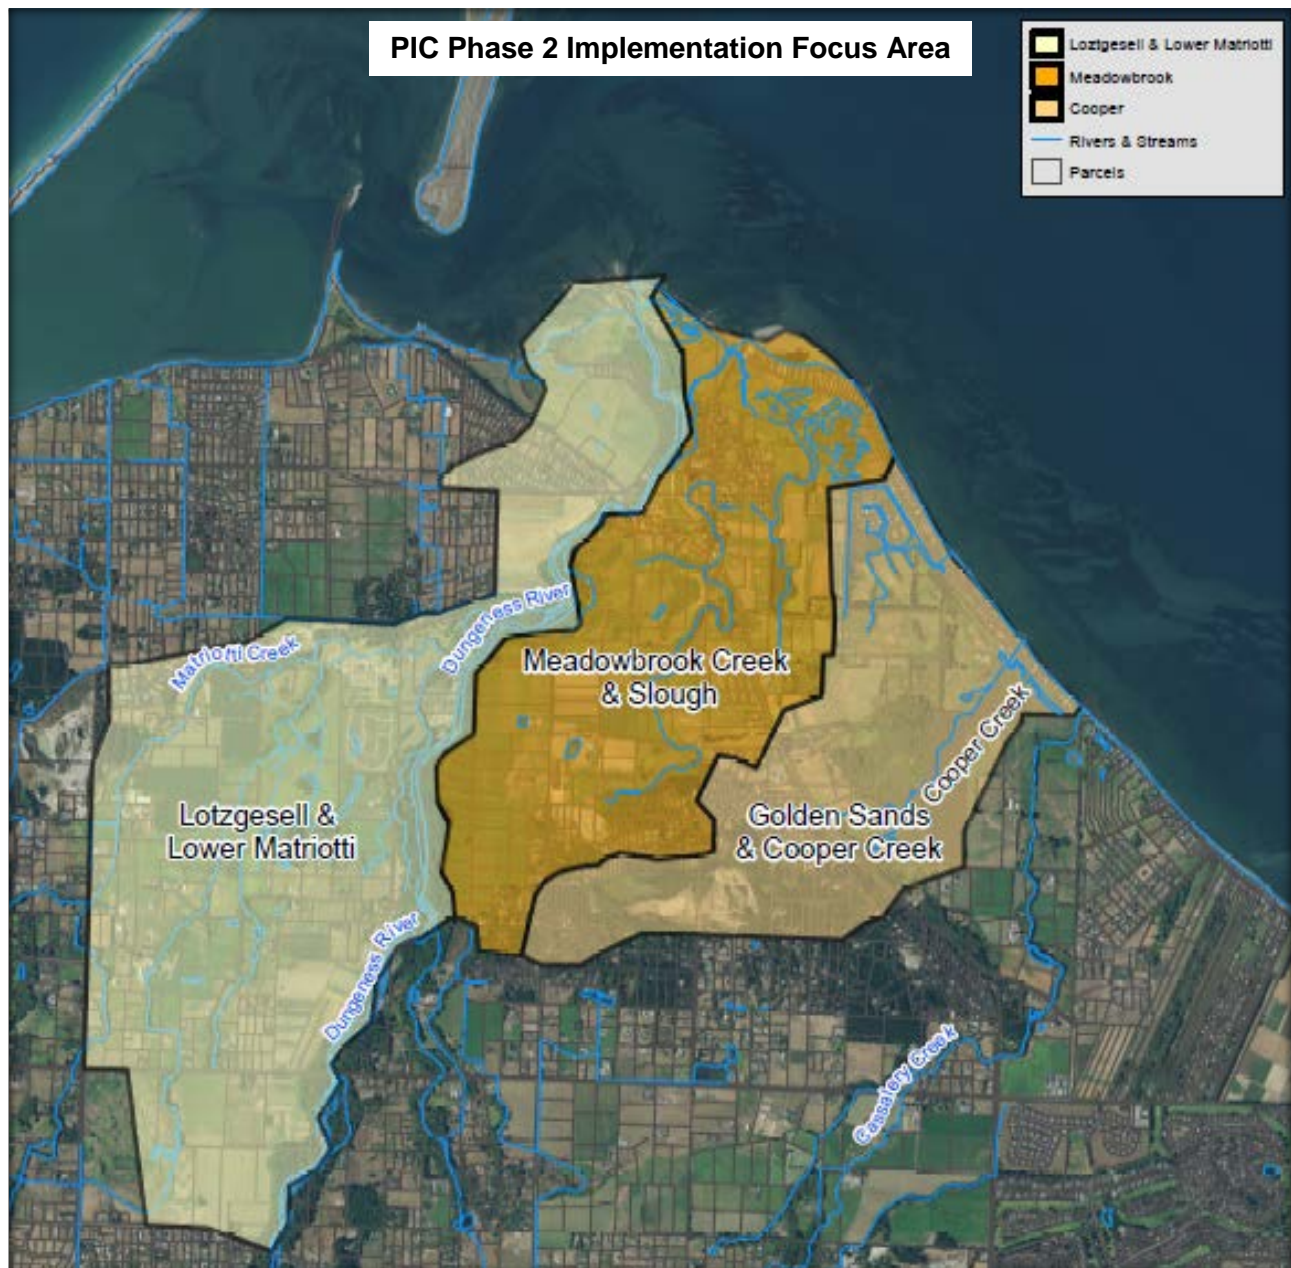 PIC Phase 2 Implementation Focus Area
Loztgesell & Lower Matriotti
Meadowbrook
Cooper
Rivers & Streams
Parcels
Matriotti Creek
Dungeness River
Meadowbrook Creek
& Slough
Cooper Creek
Lotzgesell &
Lower Matriotti
Golden Sands
& Cooper Creek
Dungeness River
Cassalery Creek